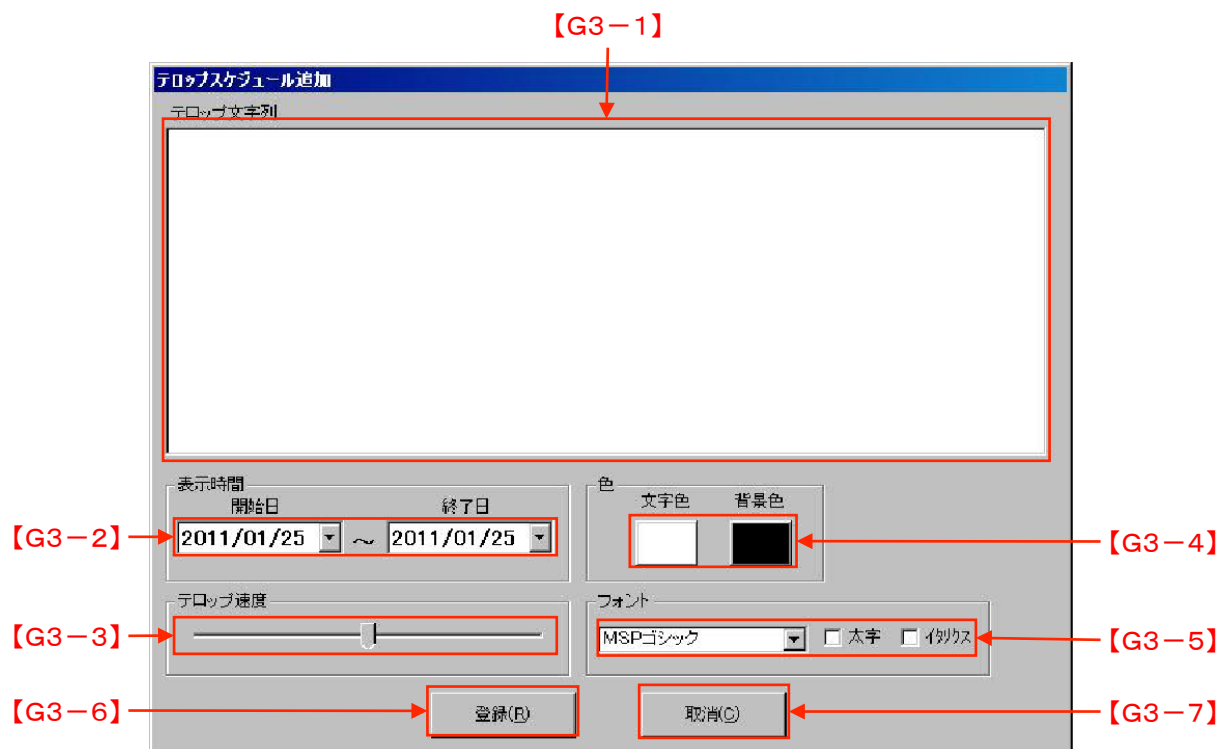 【G3－1】
テロップスケジュール追加
テロップ文字列
表示時間
開始日 終了日
【G3－2】 2011/01/25 ～ 2011/01/25
色
文字色 背景色
【G3－4】
テロップ速度
【G3－3】
フォント
MSPゴシック 太字 ｲﾀﾘｸｽ 【G3－5】
【G3－6】 登録(R) 取消(C) 【G3－7】